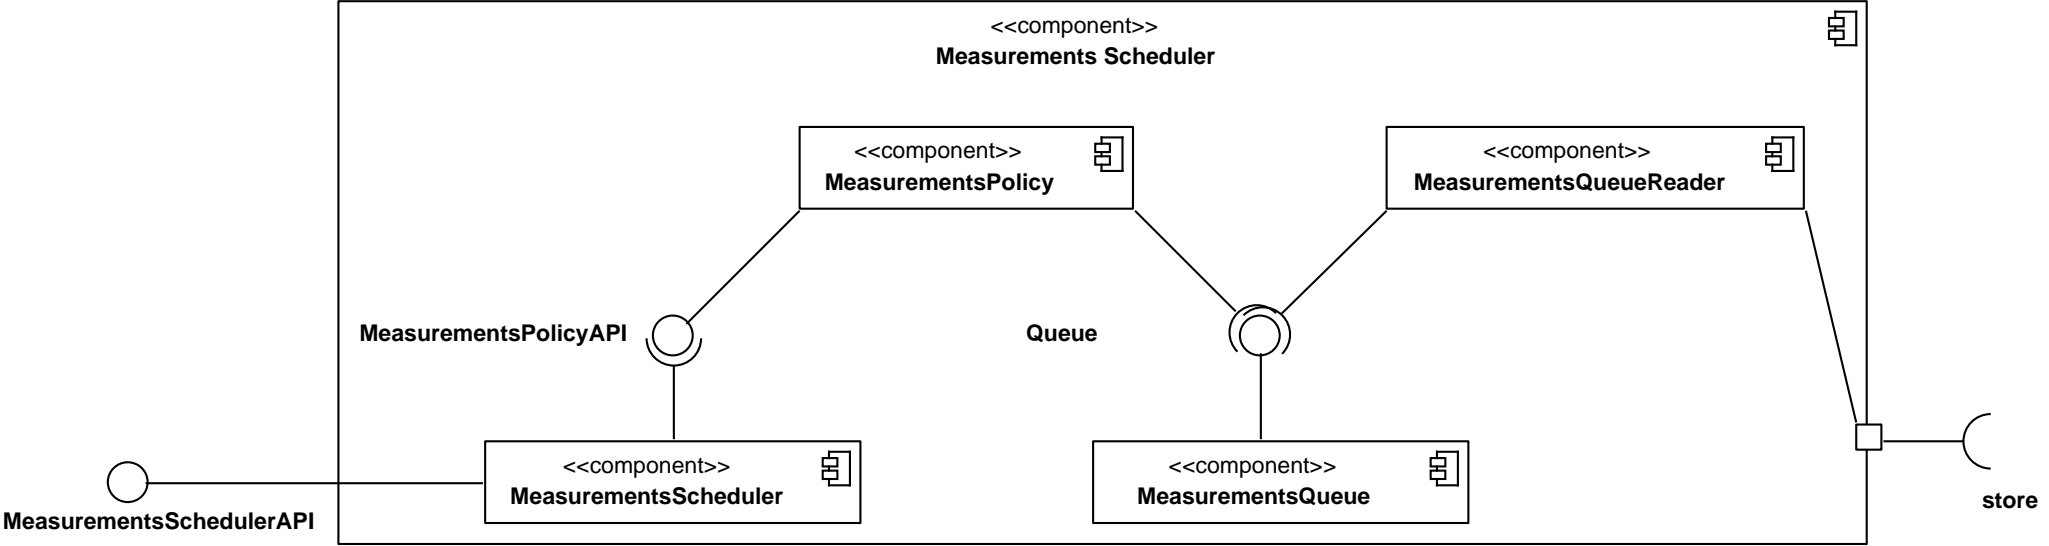 <<component>>
Measurements Scheduler
<<component>>
MeasurementsPolicy
<<component>>
MeasurementsQueueReader
MeasurementsPolicyAPI
Queue
<<component>>
MeasurementsScheduler
<<component>>
MeasurementsQueue
MeasurementsSchedulerAPI
store